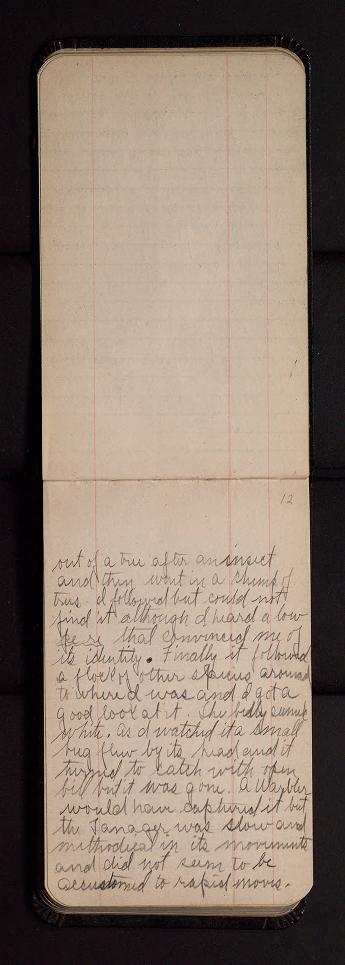 12
out of a tree after an insect
and then went in a clump of
trees. I followed but could not
find it although I heard a low
that convinced me of
its identity. Finally it followed
a flock of other species around
to where I was and I got a
good look at it. The belly seems
white. As I watched it a small
bug flew by its head and it
turned to catch with open
bill but it was gone. A Warbler
would have captured it but
the Tanager was slow and
methodical in its movements
and did not seem to be
accustomed to rapid moves.